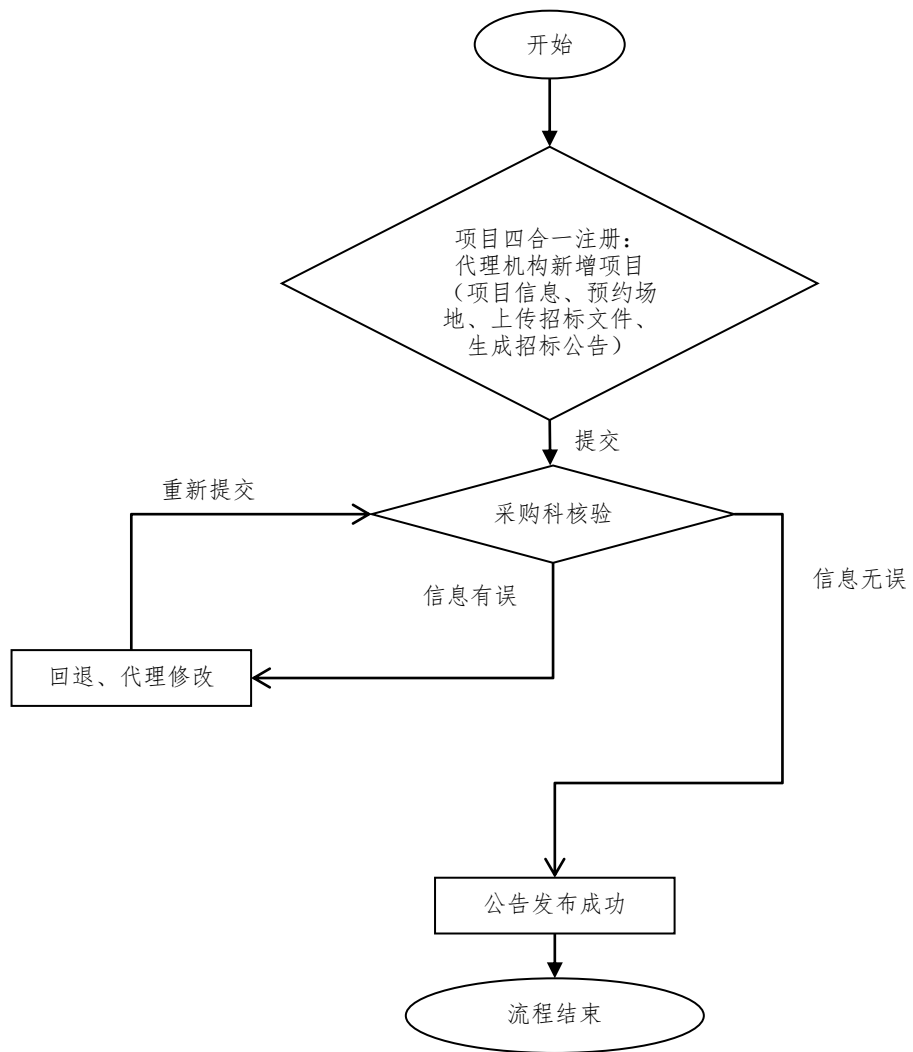 开始
项目四合一注册：
代理机构新增项目
（项目信息、预约场
地、上传招标文件、
生成招标公告）
提交
重新提交
采购科核验
信息有误
信息无误
回退、代理修改
公告发布成功
流程结束